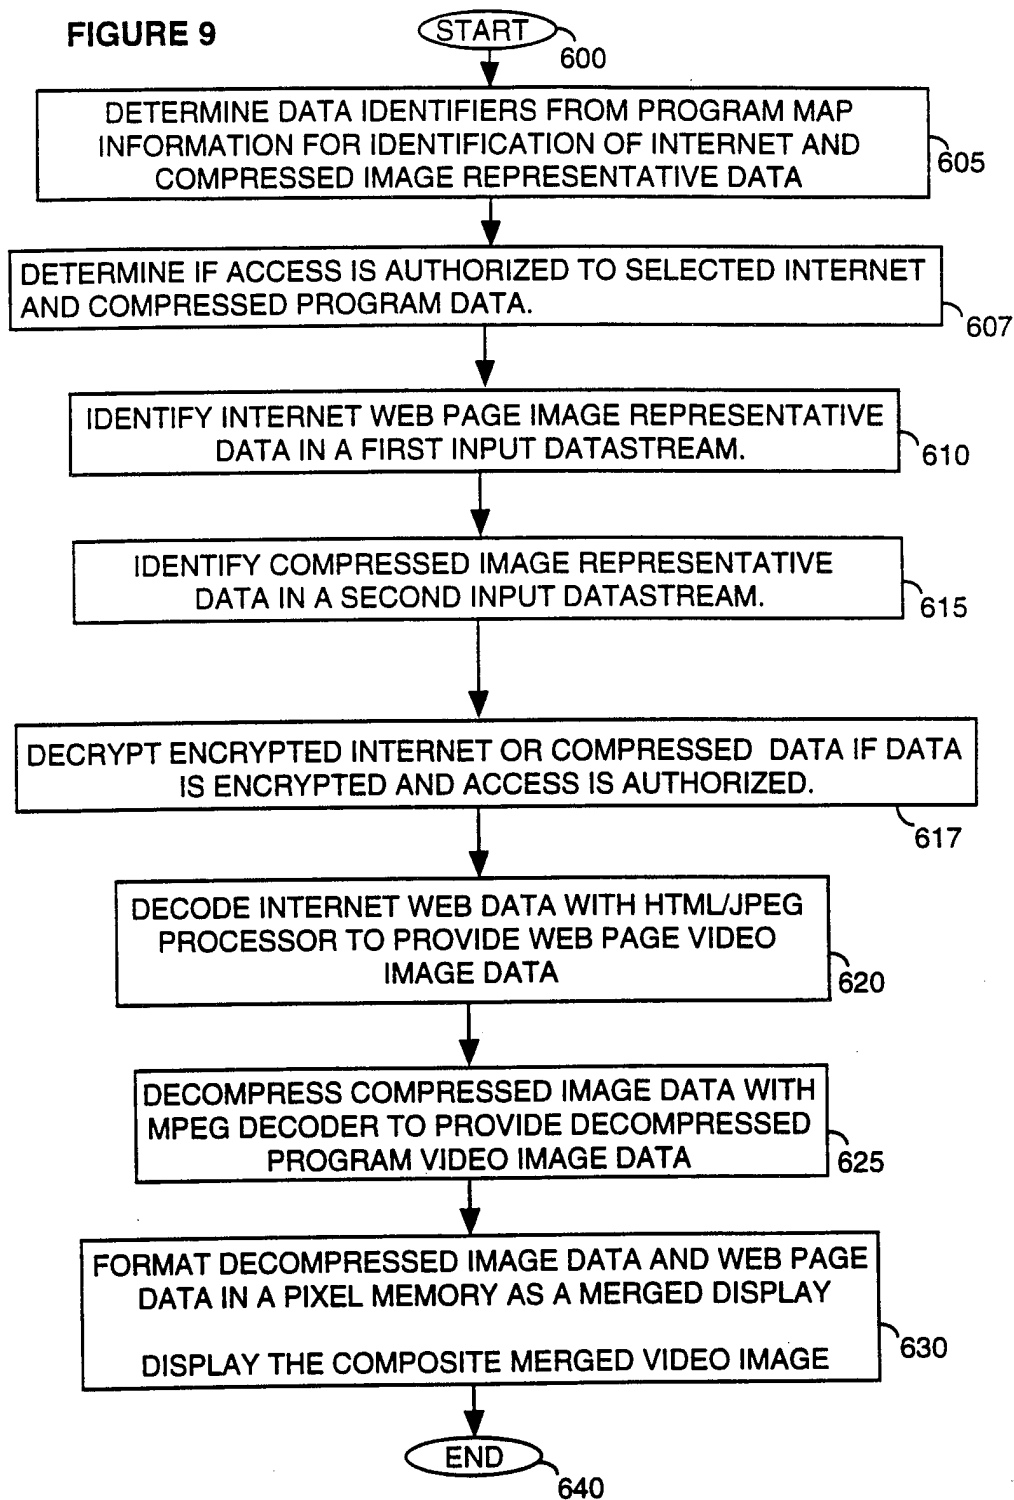 FIGURE 9
START
600
DETERMINE DATA IDENTIFIERS FROM PROGRAM MAP
INFORMATION FOR IDENTIFICATION OF INTERNET AND
COMPRESSED IMAGE REPRESENTATIVE DATA
605
DETERMINE IF ACCESS IS AUTHORIZED TO SELECTED INTERNET
AND COMPRESSED PROGRAM DATA.
607
IDENTIFY INTERNET WEB PAGE IMAGE REPRESENTATIVE
DATA IN A FIRST INPUT DATASTREAM.
610
IDENTIFY COMPRESSED IMAGE REPRESENTATIVE
DATA IN A SECOND INPUT DATASTREAM.
615
DECRYPT ENCRYPTED INTERNET OR COMPRESSED DATA IF DATA
IS ENCRYPTED AND ACCESS IS AUTHORIZED.
617
DECODE INTERNET WEB DATA WITH HTML/JPEG
PROCESSOR TO PROVIDE WEB PAGE VIDEO
IMAGE DATA
620
DECOMPRESS COMPRESSED IMAGE DATA WITH
MPEG DECODER TO PROVIDE DECOMPRESSED
PROGRAM VIDEO IMAGE DATA
625
FORMAT DECOMPRESSED IMAGE DATA AND WEB PAGE
DATA IN A PIXEL MEMORY AS A MERGED DISPLAY
DISPLAY THE COMPOSITE MERGED VIDEO IMAGE
630
END
640